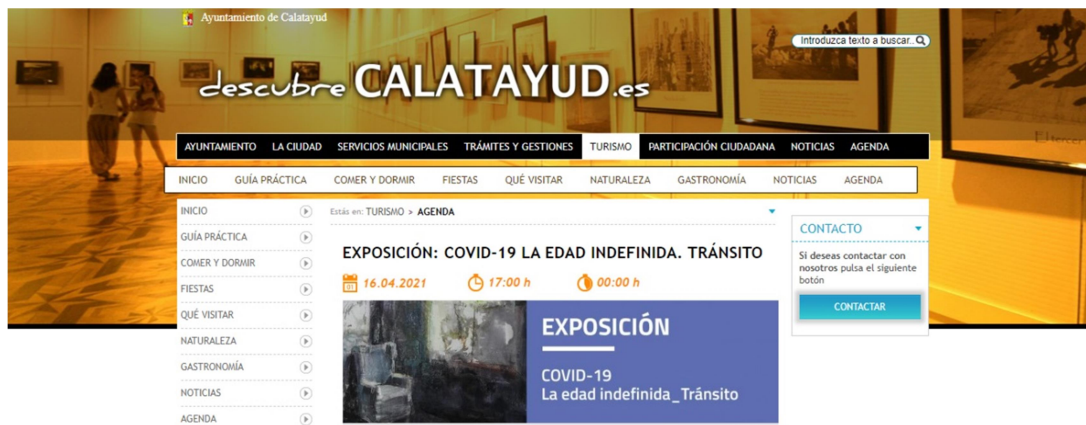 Ayuntamiento de Calatayud
Introduzca texto a buscar..
descubre CALATAYUD.es
El tercer
AYUNTAMIENTO LA CIUDAD SERVICIOS MUNICIPALES TRÁMITES Y GESTIONES TURISMO PARTICIPACIÓN CIUDADANA NOTICIAS AGENDA
INICIO GUÍA PRÁCTICA COMER Y DORMIR FIESTAS QUÉ VISITAR NATURALEZA GASTRONOMÍA NOTICIAS AGENDA
INICIO
GUÍA PRÁCTICA
COMER Y DORMIR
FIESTAS
QUÉ VISITAR
NATURALEZA
GASTRONOMÍA
NOTICIAS
AGENDA
Estás en: TURISMO > AGENDA
EXPOSICIÓN: COVID-19 LA EDAD INDEFINIDA. TRÁNSITO
16.04.2021 17:00 h 00:00 h
EXPOSICIÓN
COVID-19
La edad indefinida_Tránsito
CONTACTO
Si deseas contactar con
nosotros pulsa el siguiente
botón
CONTACTAR